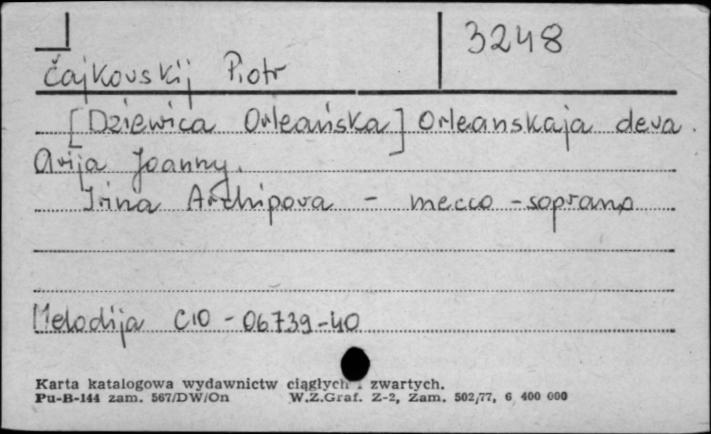 3248
Čajkovskij Piotr
[Dziewica Orleańska] Orleanskaja deva.
Arija Joanny.
Irina Archipova - mecco-soprano
Melodija C10-06739-40
Karta katalogowa wydawnictw ciągłych i zwartych.
Pu-B-144 zam. 567/DW/On W.Z.Graf. Z-2, Zam. 502/77, 6 400 000